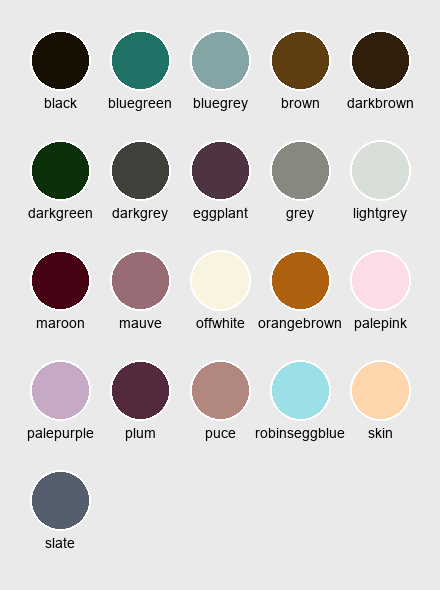 black bluegreen bluegrey brown darkbrown
darkgreen darkgrey eggplant grey lightgrey
maroon mauve offwhite orangebrown palepink
palepurple plum puce robinseggblue skin
slate